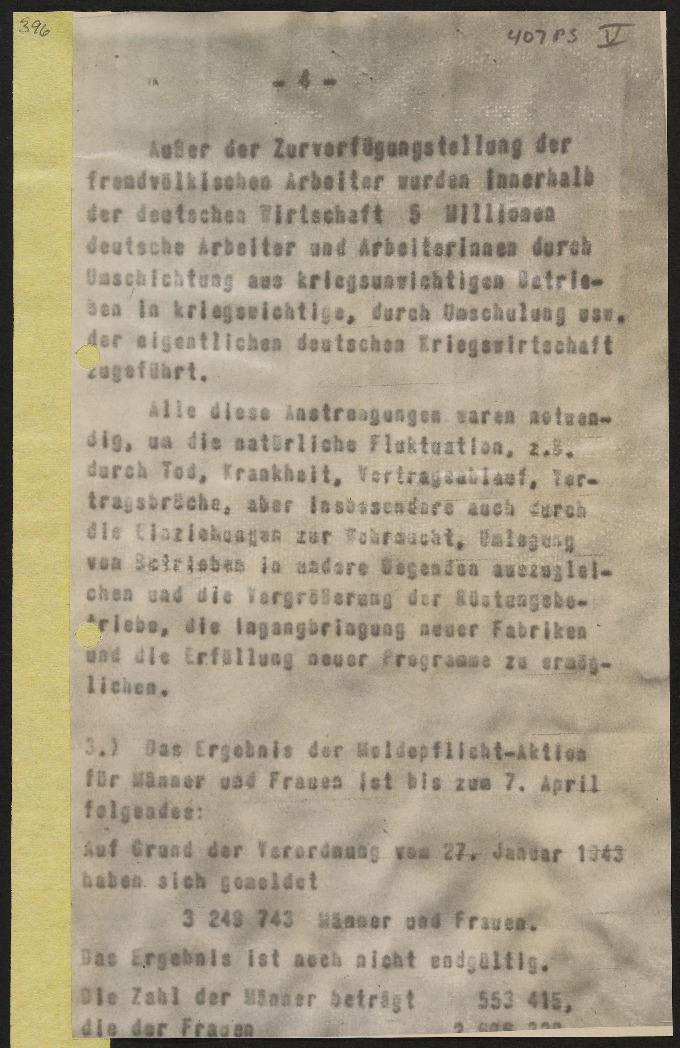 396
407 PS V
- 4 -
Außer der Zurverfügungstellung der
fremdvölkischen Arbeiter wurden innerhalb
der deutschen Wirtschaft 5 Millionen
deutsche Arbeiter und Arbeiterinnen durch
Umschichtung aus kriegsunwichtigen Betrie-
ben in kriegswichtige, durch Umschulung usw.
der eigentlichen deutschen Kriegswirtschaft
zugeführt.
Alle diese Anstrengungen waren notwen-
dig, um die natürliche Fluktuation, z.B.
durch Tod, Krankheit, Vertragsablauf, Ver-
tragsbrüche, aber insbesondere auch durch
die Einziehungen zur Wehrmacht, Umlegung
von Betrieben in andere Gegenden auszuglei-
chen und die Vergrößerung der Rüstungsbe-
triebe, die Ingangbringung neuer Fabriken
und die Erfüllung neuer Programme zu ermög-
lichen.
3.) Das Ergebnis der Meldepflicht-Aktion
für Männer und Frauen ist bis zum 7. April
folgendes:
Auf Grund der Verordnung vom 27. Januar 1943
haben sich gemeldet
3 249 743 Männer und Frauen.
Das Ergebnis ist noch nicht endgültig.
Die Zahl der Männer beträgt 553 415,
die der Frauen